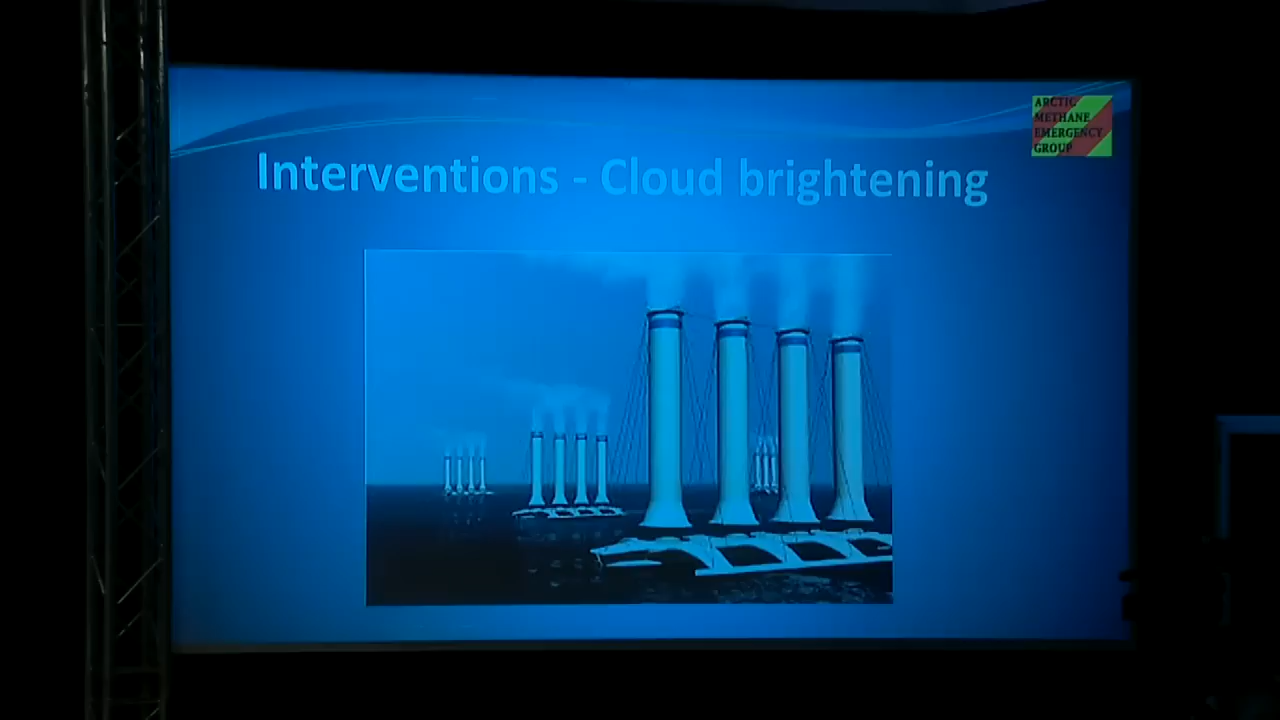 ARCTIC
METHANE
EMERGENCY
GROUP
Interventions - Cloud brightening